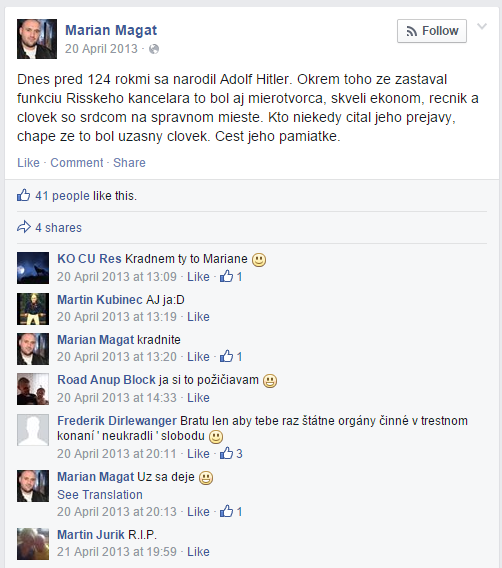 Marian Magat
20 April 2013 ·
Follow
Dnes pred 124 rokmi sa narodil Adolf Hitler. Okrem toho ze zastaval
funkciu Risskeho kancelara to bol aj mierotvorca, skveli ekonom, recnik a
clovek so srdcom na spravnom mieste. Kto niekedy cital jeho prejavy,
chape ze to bol uzasny clovek. Cest jeho pamiatke.
Like · Comment · Share
41 people like this.
4 shares
KO CU Res Kradnem ty to Mariane
20 April 2013 at 13:09 · Like · 1
Martin Kubinec AJ ja:D
20 April 2013 at 13:19 · Like
Marian Magat kradnite
20 April 2013 at 13:20 · Like · 1
Road Anup Block ja si to požičiavam
20 April 2013 at 14:33 · Like
Frederik Dirlewanger Bratu len aby tebe raz štátne orgány činné v trestnom
konaní ' neukradli ' slobodu
20 April 2013 at 20:11 · Like · 3
Marian Magat Uz sa deje
See Translation
20 April 2013 at 20:13 · Like · 1
Martin Jurik R.I.P.
21 April 2013 at 19:59 · Like